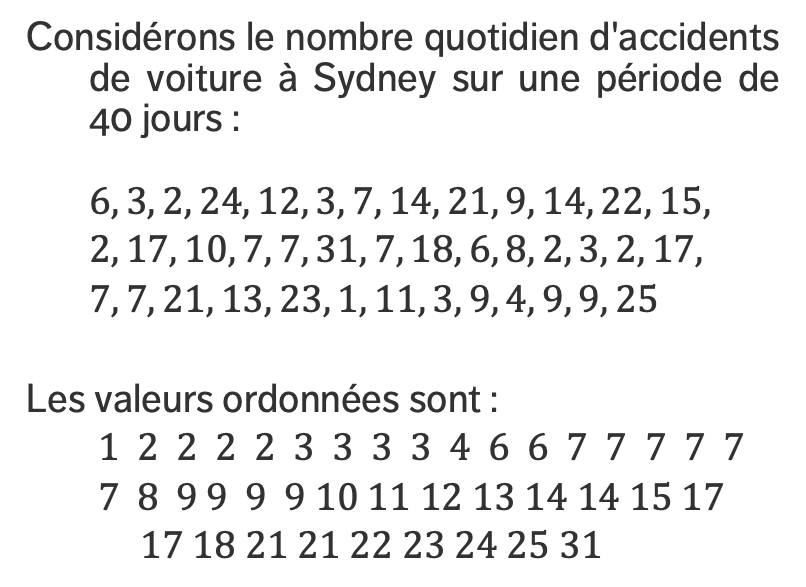 Considérons le nombre quotidien d'accidents
de voiture à Sydney sur une période de
40 jours :
6, 3, 2, 24, 12, 3, 7, 14, 21, 9, 14, 22, 15,
2, 17, 10, 7, 7, 31, 7, 18, 6, 8, 2, 3, 2, 17,
7, 7, 21, 13, 23, 1, 11, 3, 9, 4, 9, 9, 25
Les valeurs ordonnées sont :
1 2 2 2 2 3 3 3 3 4 6 6 7 7 7 7 7
7 8 9 9 9 9 10 11 12 13 14 14 15 17
17 18 21 21 22 23 24 25 31